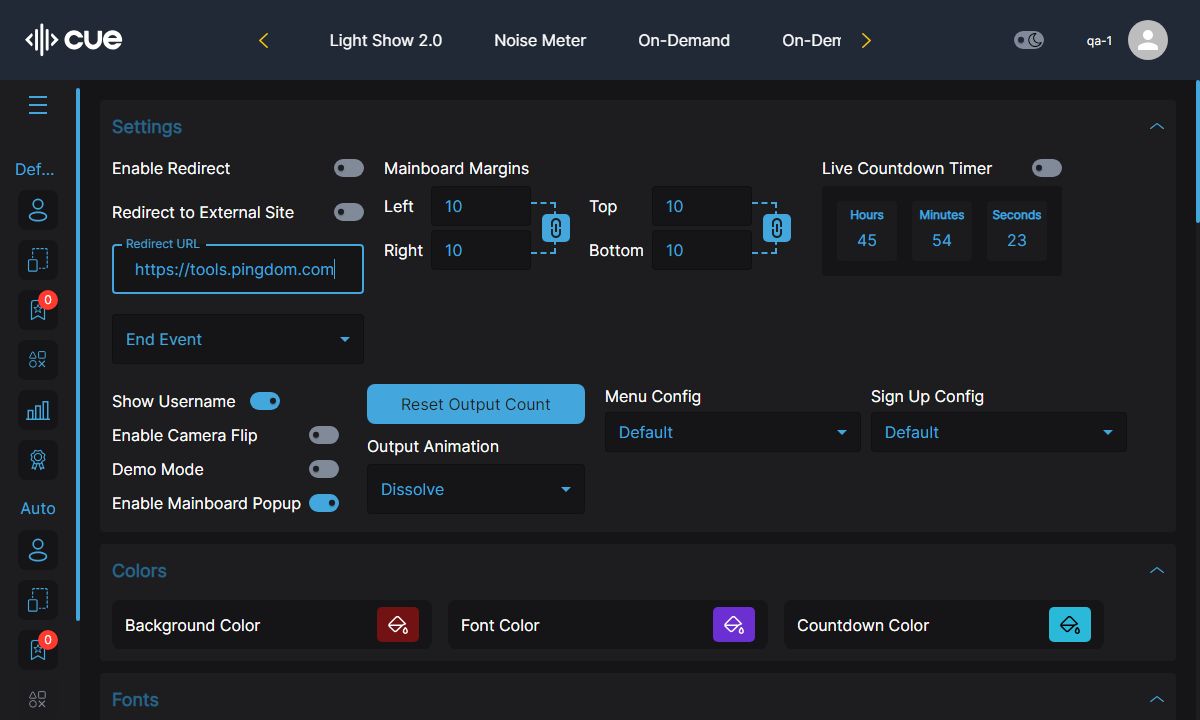 cue
Light Show 2.0
Noise Meter
On-Demand
On-Dem
qa-1
Def...
0
Auto
0
Settings
Enable Redirect
Redirect to External Site
Redirect URL
https://tools.pingdom.com
End Event
Mainboard Margins
Left 10
Right 10
Top 10
Bottom 10
Live Countdown Timer
Hours Minutes Seconds
45 54 23
Show Username
Enable Camera Flip
Demo Mode
Enable Mainboard Popup
Reset Output Count
Output Animation
Dissolve
Menu Config
Default
Sign Up Config
Default
Colors
Background Color
Font Color
Countdown Color
Fonts